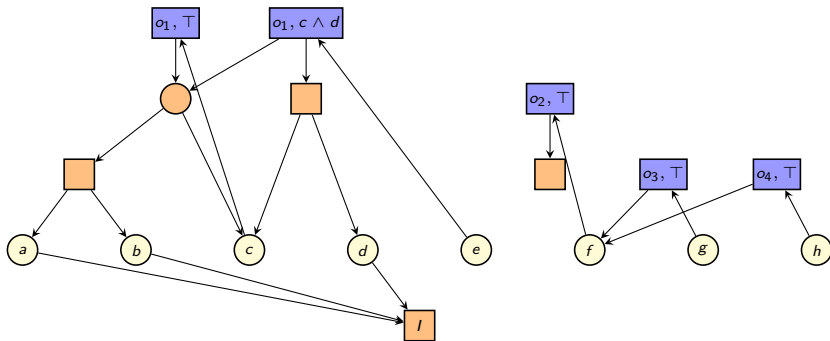 o₁, ⊤
o₁, c ∧ d
o₂, ⊤
o₃, ⊤
o₄, ⊤
a
b
c
d
e
f
g
h
I